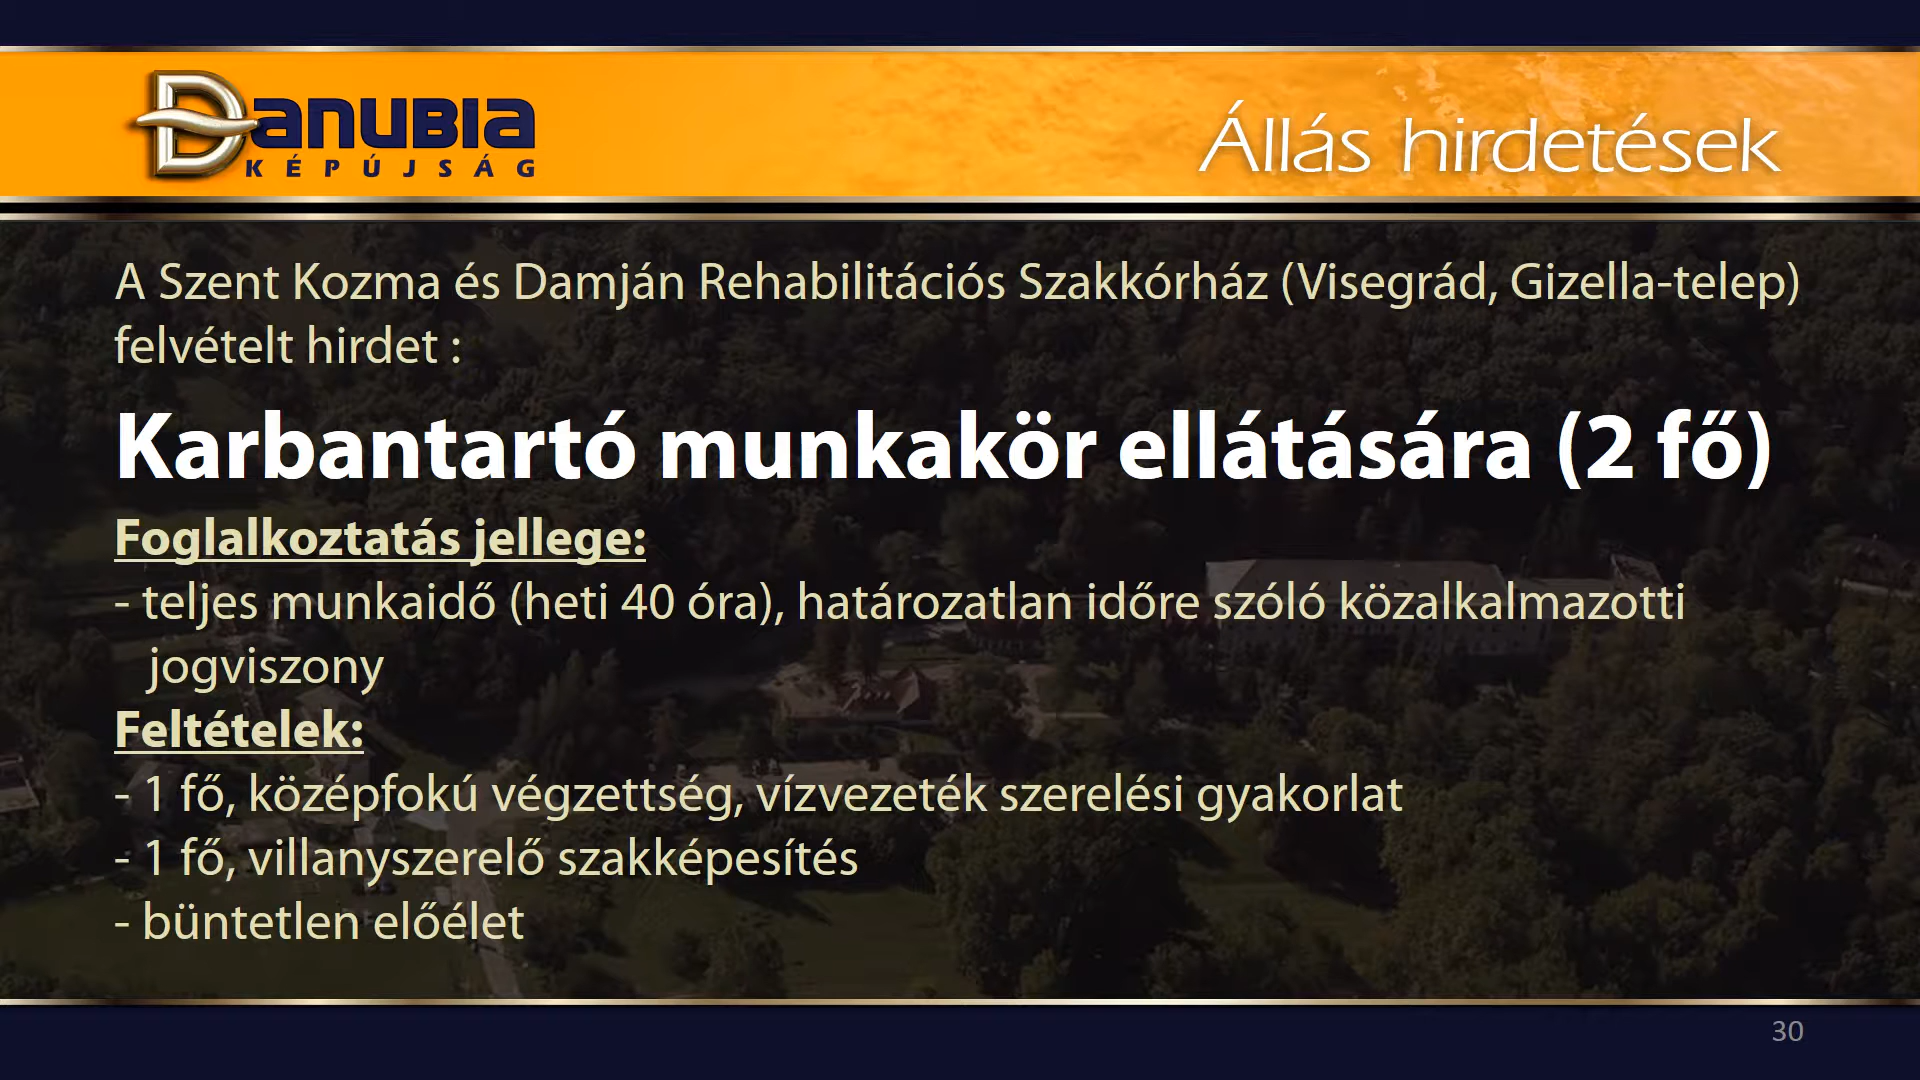 DANUBIA
KÉPÚJSÁG
Állás hirdetések
A Szent Kozma és Damján Rehabilitációs Szakkórház (Visegrád, Gizella-telep)
felvételt hirdet :
Karbantartó munkakör ellátására (2 fő)
Foglalkoztatás jellege:
- teljes munkaidő (heti 40 óra), határozatlan időre szóló közalkalmazotti
jogviszony
Feltételek:
- 1 fő, középfokú végzettség, vízvezeték szerelési gyakorlat
- 1 fő, villanyszerelő szakképesítés
- büntetlen előélet
30